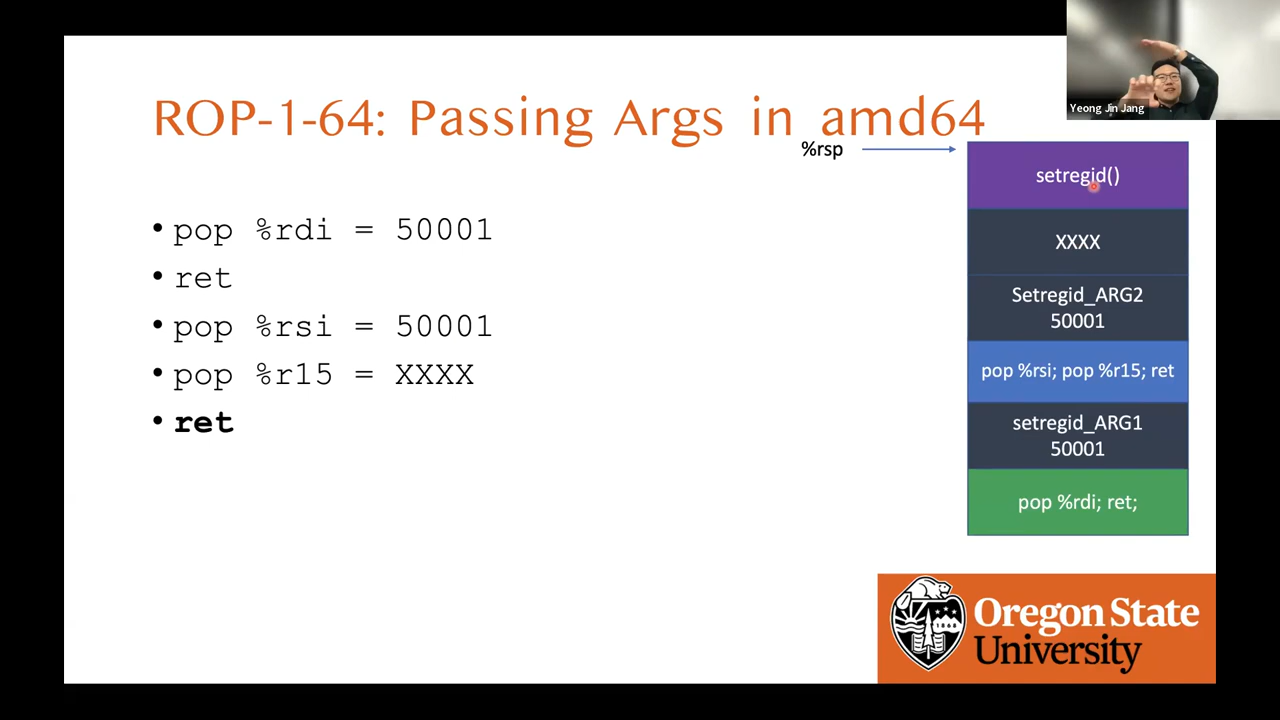 Yeong Jin Jang
ROP-1-64: Passing Args in amd64
%rsp
• pop %rdi = 50001
• ret
• pop %rsi = 50001
• pop %r15 = XXXX
• ret
setregid()
XXXX
Setregid_ARG2
50001
pop %rsi; pop %r15; ret
setregid_ARG1
50001
pop %rdi; ret;
Oregon State
University